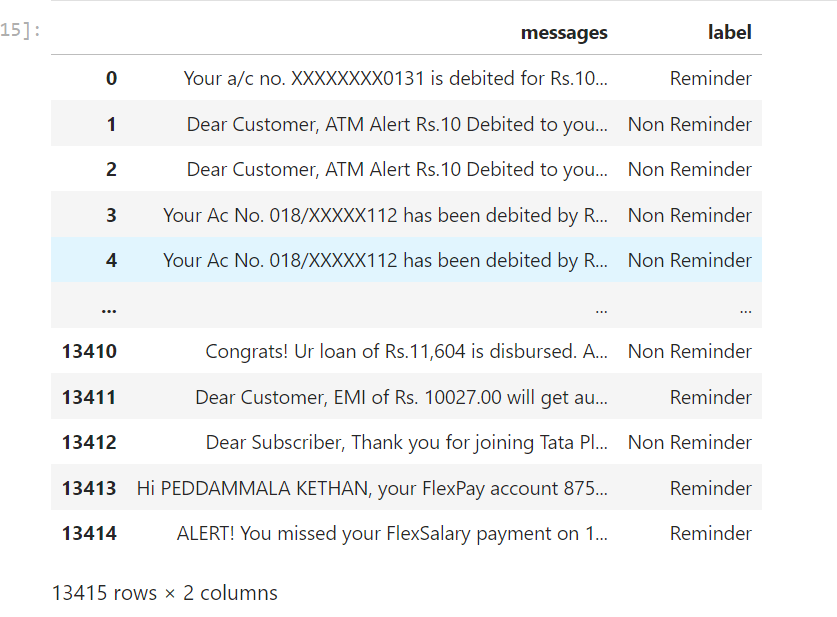 15]:
messages label
0 Your a/c no. XXXXXXXX0131 is debited for Rs.10... Reminder
1 Dear Customer, ATM Alert Rs.10 Debited to you... Non Reminder
2 Dear Customer, ATM Alert Rs.10 Debited to you... Non Reminder
3 Your Ac No. 018/XXXXX112 has been debited by R... Non Reminder
4 Your Ac No. 018/XXXXX112 has been debited by R... Non Reminder
... ... ...
13410 Congrats! Ur loan of Rs.11,604 is disbursed. A... Non Reminder
13411 Dear Customer, EMI of Rs. 10027.00 will get au... Reminder
13412 Dear Subscriber, Thank you for joining Tata Pl... Non Reminder
13413 Hi PEDDAMMALA KETHAN, your FlexPay account 875... Reminder
13414 ALERT! You missed your FlexSalary payment on 1... Reminder
13415 rows × 2 columns